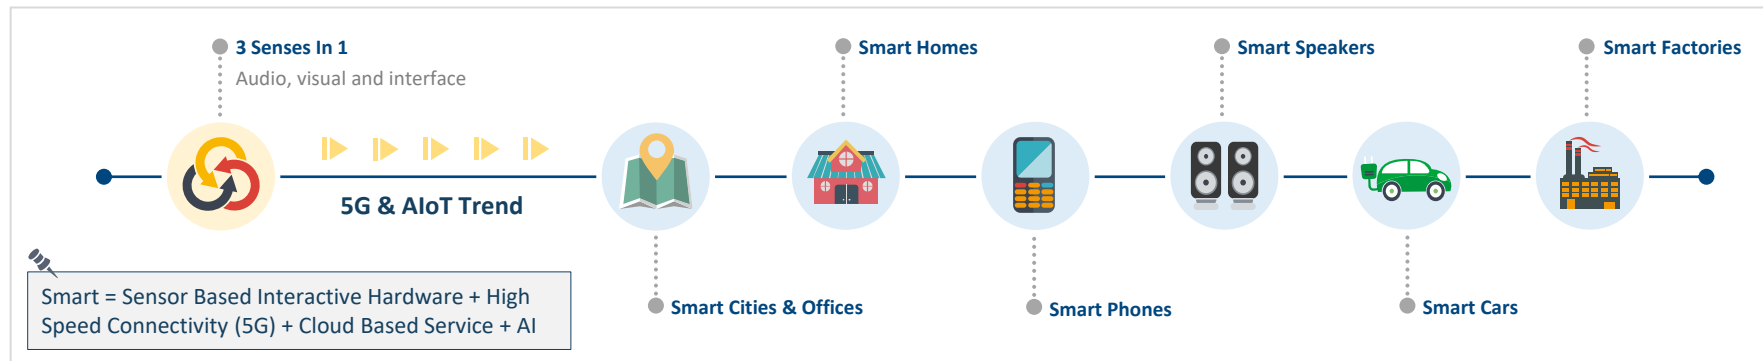 3 Senses In 1
Audio, visual and interface
5G & AIoT Trend
Smart = Sensor Based Interactive Hardware + High
Speed Connectivity (5G) + Cloud Based Service + AI
Smart Cities & Offices
Smart Homes
Smart Phones
Smart Speakers
Smart Cars
Smart Factories